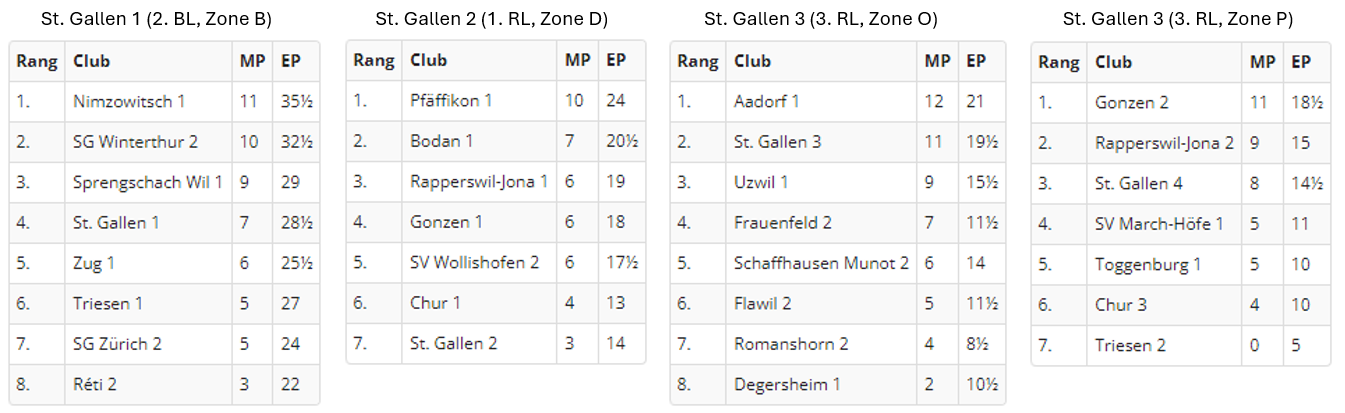 St. Gallen 1 (2. BL, Zone B)
Rang Club MP EP
1. Nimzowitsch 1 11 35½
2. SG Winterthur 2 10 32½
3. Sprengschach Wil 1 9 29
4. St. Gallen 1 7 28½
5. Zug 1 6 25½
6. Triesen 1 5 27
7. SG Zürich 2 5 24
8. Réti 2 3 22
St. Gallen 2 (1. RL, Zone D)
Rang Club MP EP
1. Pfäffikon 1 10 24
2. Bodan 1 7 20½
3. Rapperswil-Jona 1 6 19
4. Gonzen 1 6 18
5. SV Wollishofen 2 6 17½
6. Chur 1 4 13
7. St. Gallen 2 3 14
St. Gallen 3 (3. RL, Zone O)
Rang Club MP EP
1. Aadorf 1 12 21
2. St. Gallen 3 11 19½
3. Uzwil 1 9 15½
4. Frauenfeld 2 7 11½
5. Schaffhausen Munot 2 6 14
6. Flawil 2 5 11½
7. Romanshorn 2 4 8½
8. Degersheim 1 2 10½
St. Gallen 3 (3. RL, Zone P)
Rang Club MP EP
1. Gonzen 2 11 18½
2. Rapperswil-Jona 2 9 15
3. St. Gallen 4 8 14½
4. SV March-Höfe 1 5 11
5. Toggenburg 1 5 10
6. Chur 3 4 10
7. Triesen 2 0 5